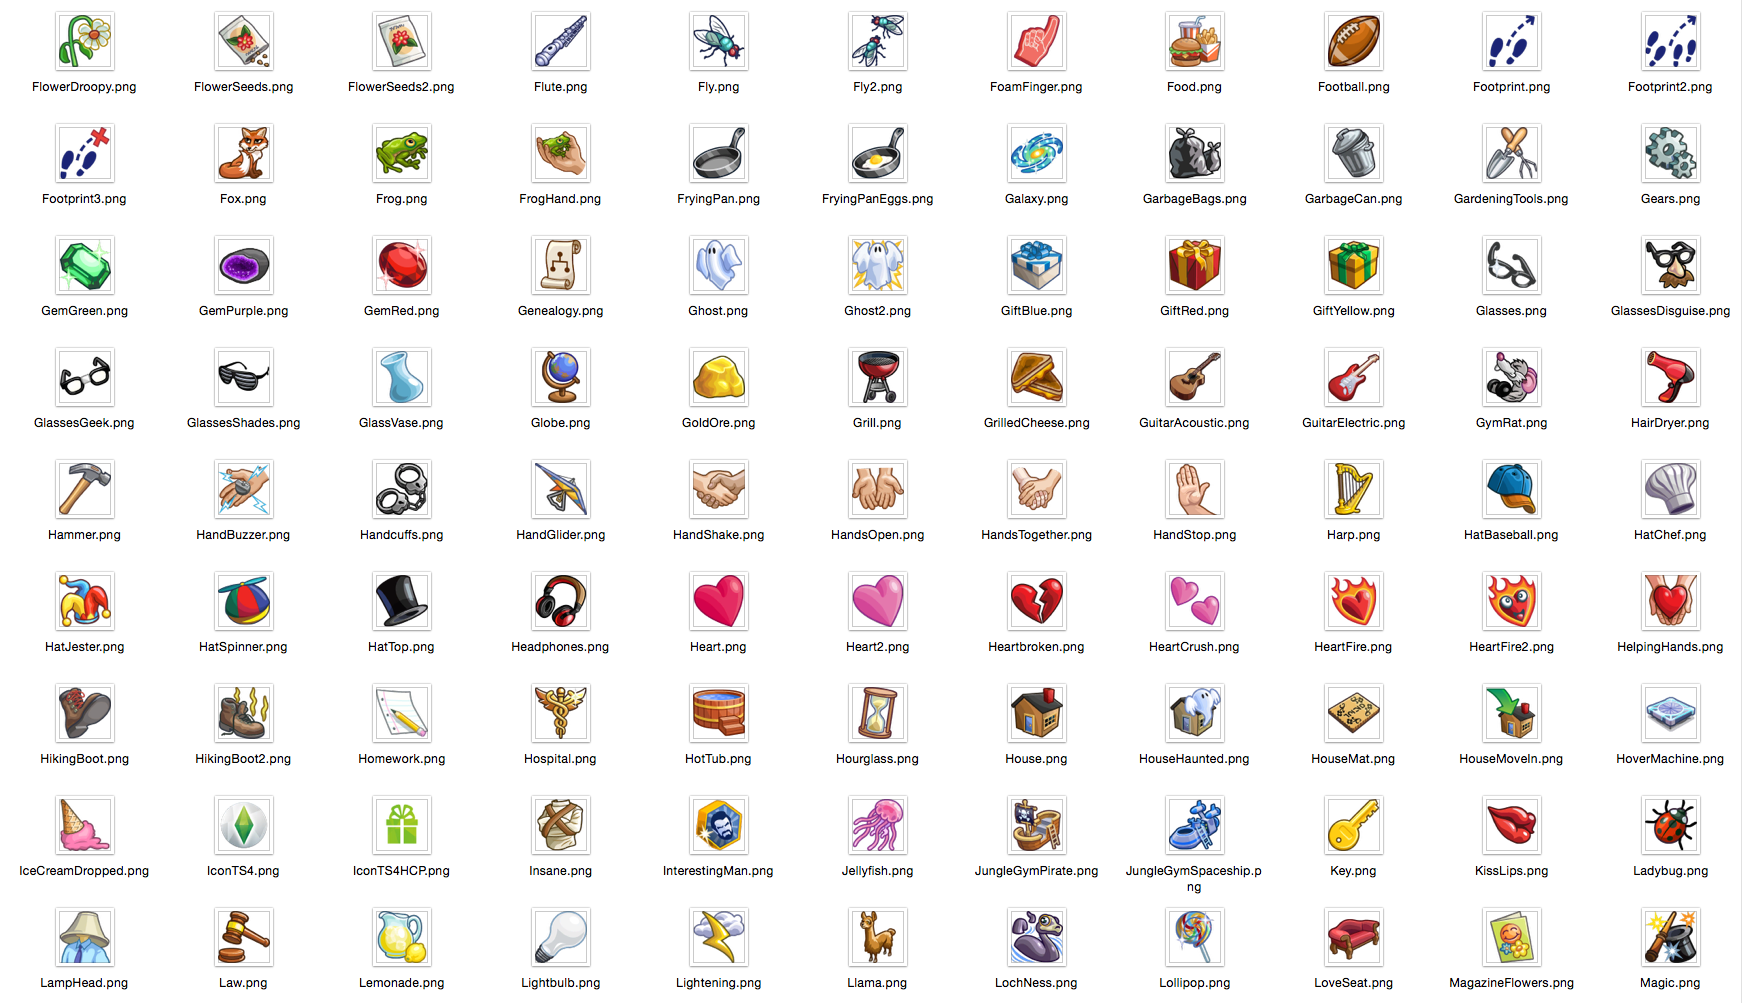 FlowerDroopy.png FlowerSeeds.png FlowerSeeds2.png Flute.png Fly.png Fly2.png FoamFinger.png Food.png Football.png Footprint.png Footprint2.png
Footprint3.png Fox.png Frog.png FrogHand.png FryingPan.png FryingPanEggs.png Galaxy.png GarbageBags.png GarbageCan.png GardeningTools.png Gears.png
GemGreen.png GemPurple.png GemRed.png Genealogy.png Ghost.png Ghost2.png GiftBlue.png GiftRed.png GiftYellow.png Glasses.png GlassesDisguise.png
GlassesGeek.png GlassesShades.png GlassVase.png Globe.png GoldOre.png Grill.png GrilledCheese.png GuitarAcoustic.png GuitarElectric.png GymRat.png HairDryer.png
Hammer.png HandBuzzer.png Handcuffs.png HandGlider.png HandShake.png HandsOpen.png HandsTogether.png HandStop.png Harp.png HatBaseball.png HatChef.png
HatJester.png HatSpinner.png HatTop.png Headphones.png Heart.png Heart2.png Heartbroken.png HeartCrush.png HeartFire.png HeartFire2.png HelpingHands.png
HikingBoot.png HikingBoot2.png Homework.png Hospital.png HotTub.png Hourglass.png House.png HouseHaunted.png HouseMat.png HouseMoveIn.png HoverMachine.png
IceCreamDropped.png IconTS4.png IconTS4HCP.png Insane.png InterestingMan.png Jellyfish.png JungleGymPirate.png JungleGymSpaceship.p Key.png KissLips.png Ladybug.png
ng
LampHead.png Law.png Lemonade.png Lightbulb.png Lightening.png Llama.png LochNess.png Lollipop.png LoveSeat.png MagazineFlowers.png Magic.png